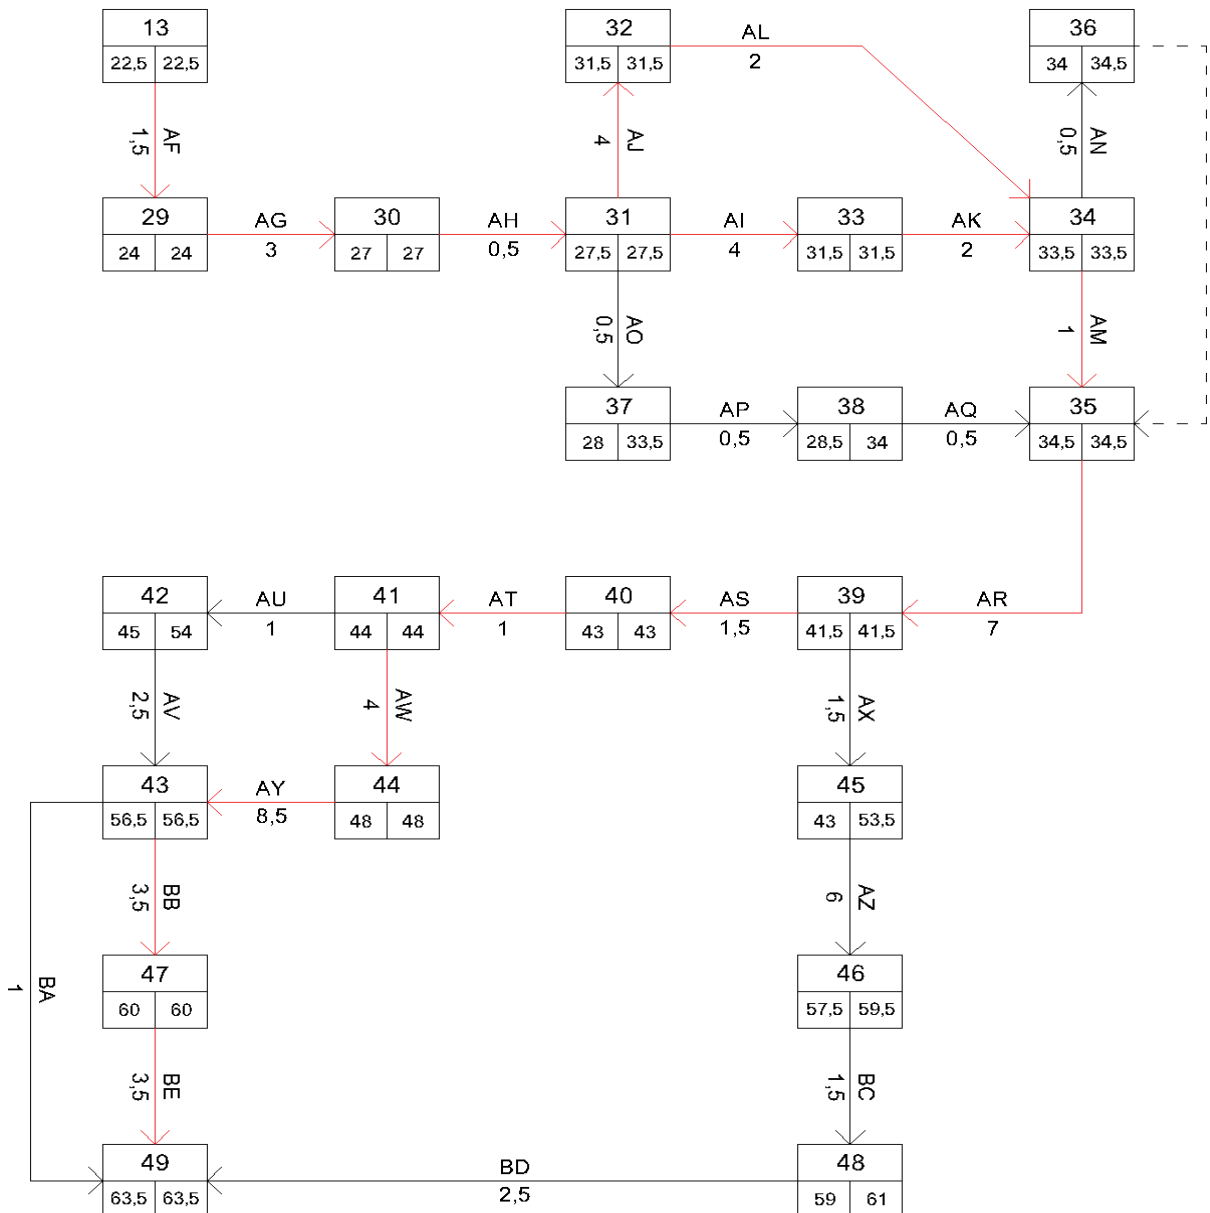 13
22,5 22,5
32
31,5 31,5
AL
2
36
34 34,5
AF
1,5
AJ
4
AN
0,5
29
24 24
AG
3
30
27 27
AH
0,5
31
27,5 27,5
AI
4
33
31,5 31,5
AK
2
34
33,5 33,5
AO
0,5
AM
1
37
28 33,5
AP
0,5
38
28,5 34
AQ
0,5
35
34,5 34,5
42
45 54
AU
1
41
44 44
AT
1
40
43 43
AS
1,5
39
41,5 41,5
AR
7
AV
2,5
AW
4
AX
1,5
43
56,5 56,5
AY
8,5
44
48 48
45
43 53,5
BB
3,5
AZ
6
BA
1
47
60 60
46
57,5 59,5
BE
3,5
BC
1,5
49
63,5 63,5
BD
2,5
48
59 61